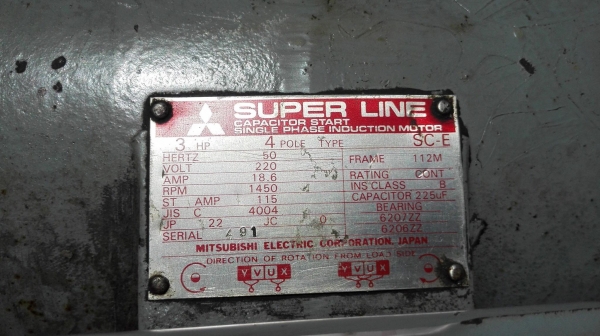 SUPER LINE
CAPACITOR START
SINGLE PHASE INDUCTION MOTOR
3 HP 4 POLE TYPE SC-E
HERTZ 50
VOLT 220
AMP 18.6
RPM 1450
ST AMP 115
JIS C 4004
JP 22 JC 0
SERIAL 491
FRAME 112M
RATING CONT
INS CLASS B
CAPACITOR 225uF
BEARING
6207ZZ
6206ZZ
MITSUBISHI ELECTRIC CORPORATION, JAPAN
DIRECTION OF ROTATION FROM LOAD SIDE
Y V U X Y V U X